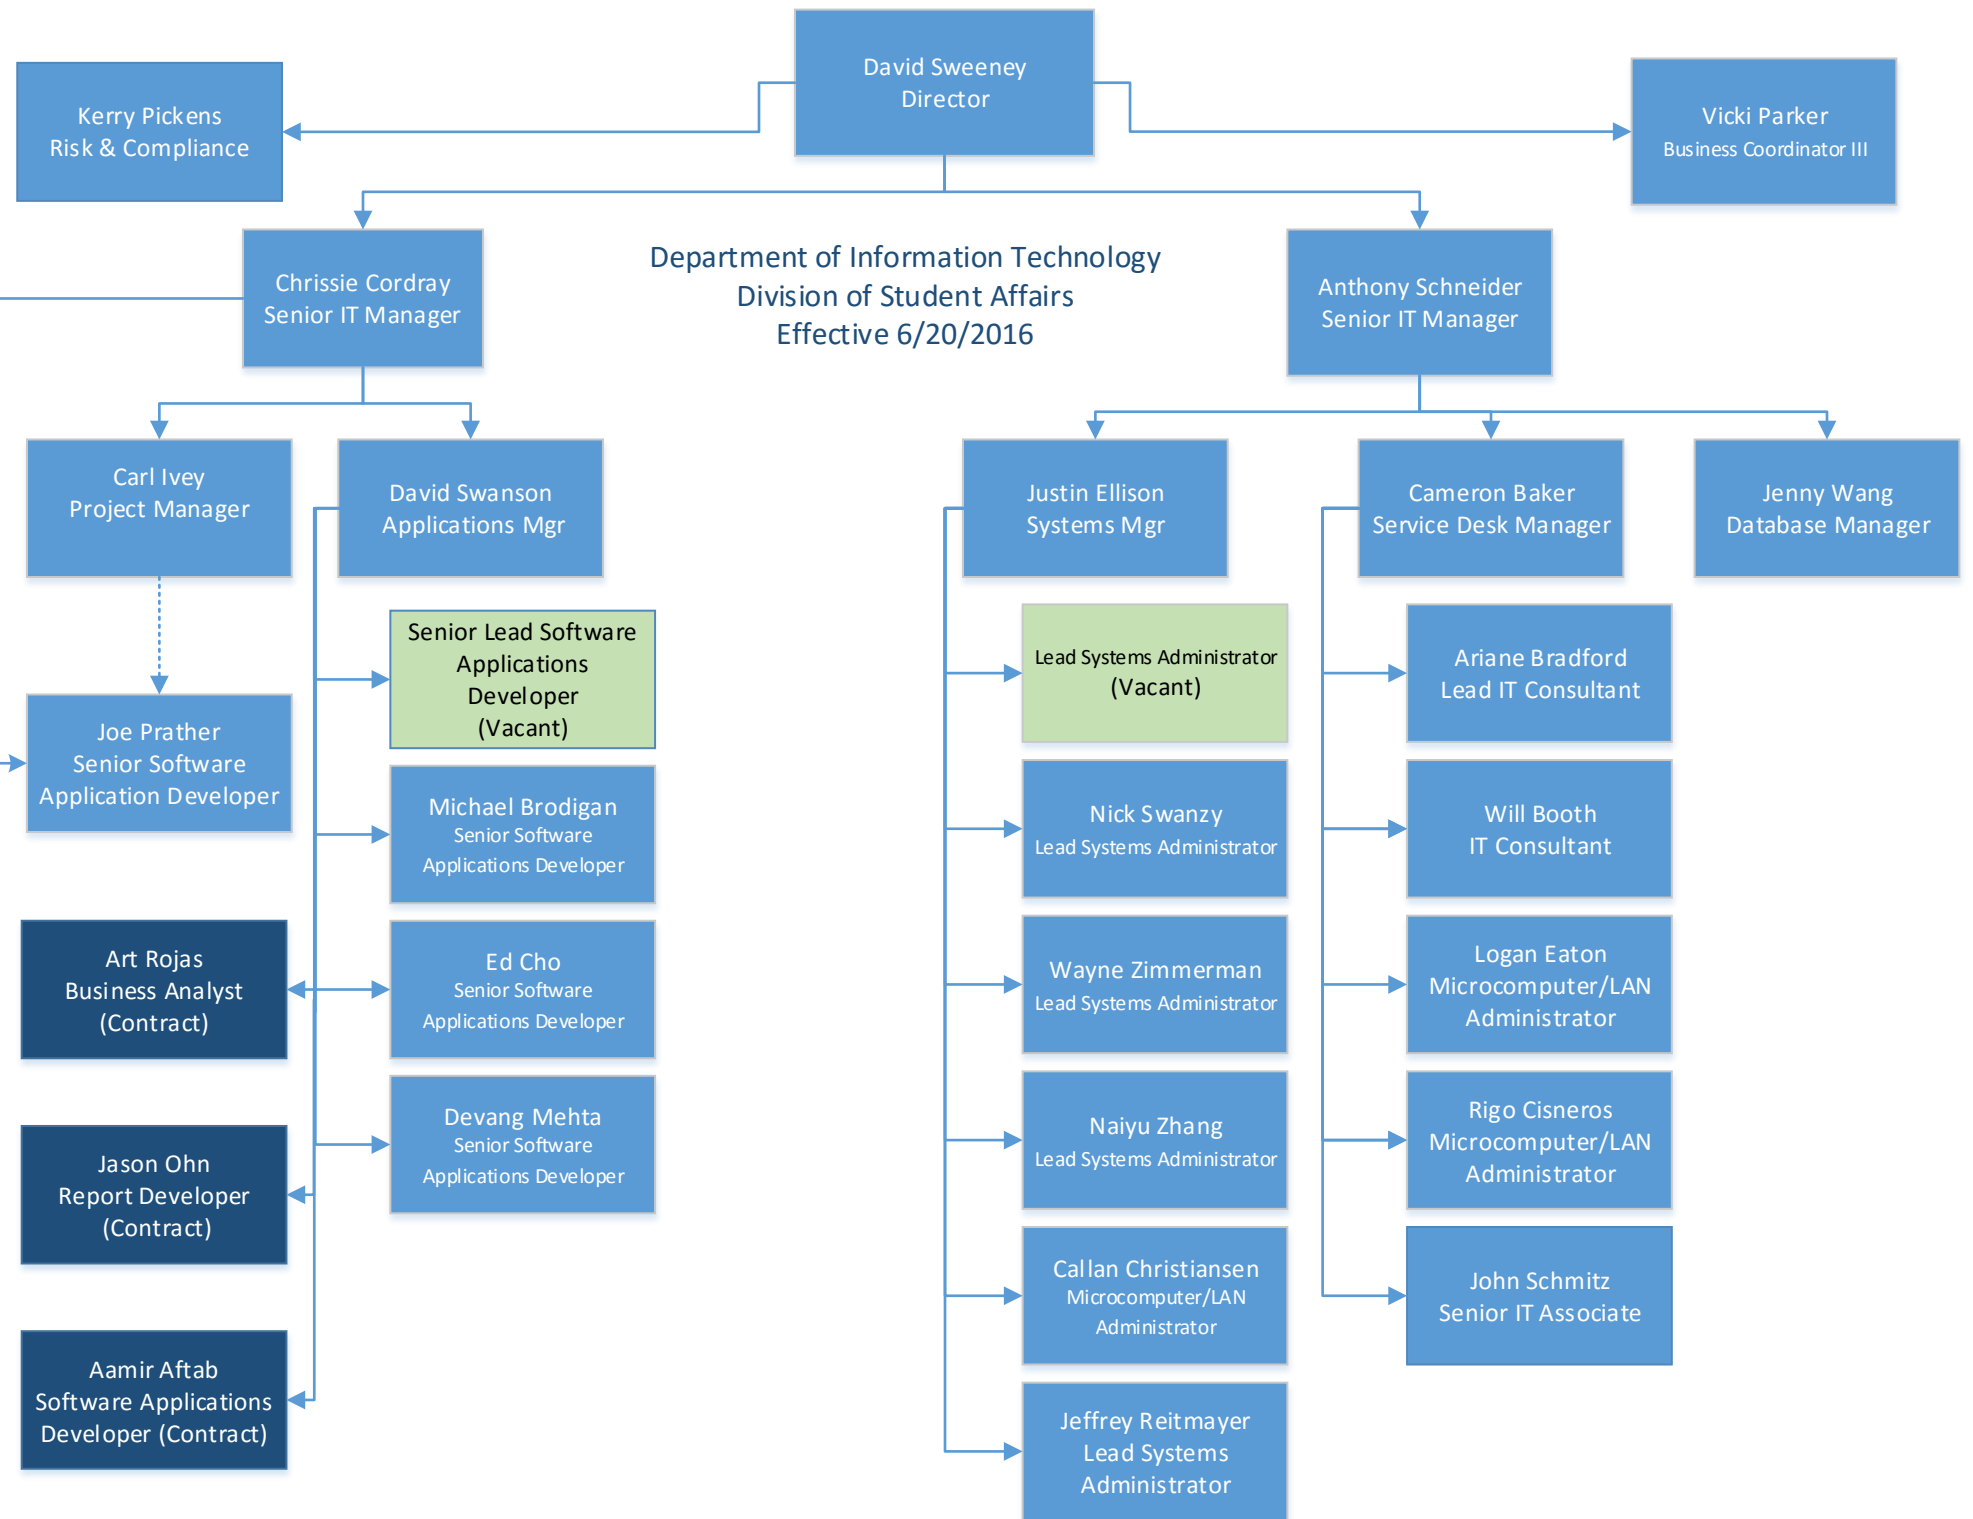 David Sweeney
Director
Kerry Pickens
Risk & Compliance
Vicki Parker
Business Coordinator III
Department of Information Technology
Division of Student Affairs
Effective 6/20/2016
Chrissie Cordray
Senior IT Manager
Anthony Schneider
Senior IT Manager
Carl Ivey
Project Manager
David Swanson
Applications Mgr
Justin Ellison
Systems Mgr
Cameron Baker
Service Desk Manager
Jenny Wang
Database Manager
Joe Prather
Senior Software
Application Developer
Senior Lead Software
Applications
Developer
(Vacant)
Michael Brodigan
Senior Software
Applications Developer
Ed Cho
Senior Software
Applications Developer
Devang Mehta
Senior Software
Applications Developer
Art Rojas
Business Analyst
(Contract)
Jason Ohn
Report Developer
(Contract)
Aamir Aftab
Software Applications
Developer (Contract)
Lead Systems Administrator
(Vacant)
Nick Swanzy
Lead Systems Administrator
Wayne Zimmerman
Lead Systems Administrator
Naiyu Zhang
Lead Systems Administrator
Callan Christiansen
Microcomputer/LAN
Administrator
Jeffrey Reitmayer
Lead Systems
Administrator
Ariane Bradford
Lead IT Consultant
Will Booth
IT Consultant
Logan Eaton
Microcomputer/LAN
Administrator
Rigo Cisneros
Microcomputer/LAN
Administrator
John Schmitz
Senior IT Associate